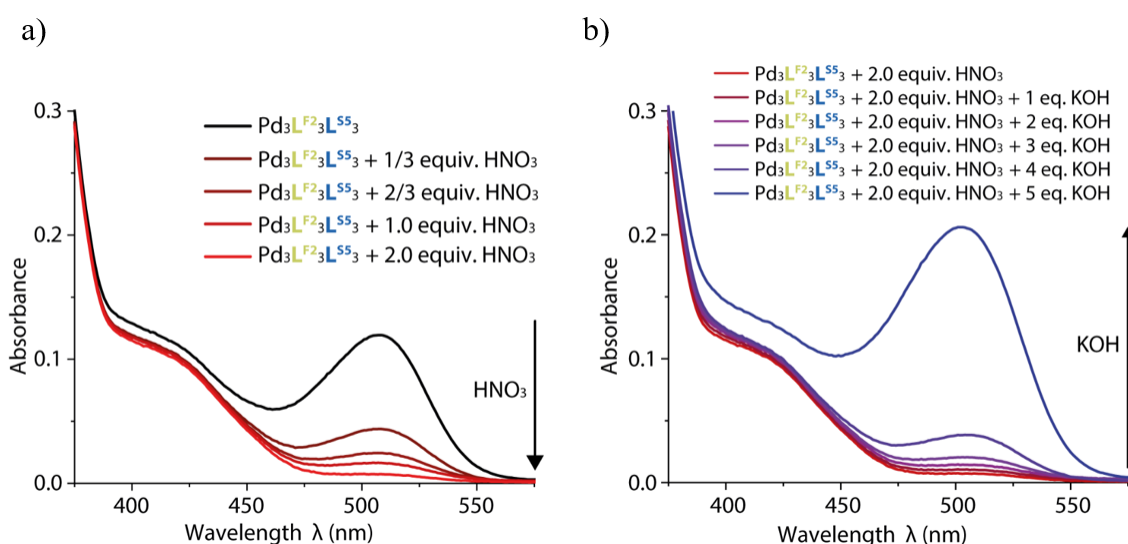 a)
Pd₃Lᶠ²₃Lˢ⁵₃
Pd₃Lᶠ²₃Lˢ⁵₃ + 1/3 equiv. HNO₃
Pd₃Lᶠ²₃Lˢ⁵₃ + 2/3 equiv. HNO₃
Pd₃Lᶠ²₃Lˢ⁵₃ + 1.0 equiv. HNO₃
Pd₃Lᶠ²₃Lˢ⁵₃ + 2.0 equiv. HNO₃
HNO₃
Absorbance
0.3
0.2
0.1
0.0
400 450 500 550
Wavelength λ (nm)
b)
Pd₃Lᶠ²₃Lˢ⁵₃ + 2.0 equiv. HNO₃
Pd₃Lᶠ²₃Lˢ⁵₃ + 2.0 equiv. HNO₃ + 1 eq. KOH
Pd₃Lᶠ²₃Lˢ⁵₃ + 2.0 equiv. HNO₃ + 2 eq. KOH
Pd₃Lᶠ²₃Lˢ⁵₃ + 2.0 equiv. HNO₃ + 3 eq. KOH
Pd₃Lᶠ²₃Lˢ⁵₃ + 2.0 equiv. HNO₃ + 4 eq. KOH
Pd₃Lᶠ²₃Lˢ⁵₃ + 2.0 equiv. HNO₃ + 5 eq. KOH
KOH
Absorbance
0.3
0.2
0.1
0.0
400 450 500 550
Wavelength λ (nm)